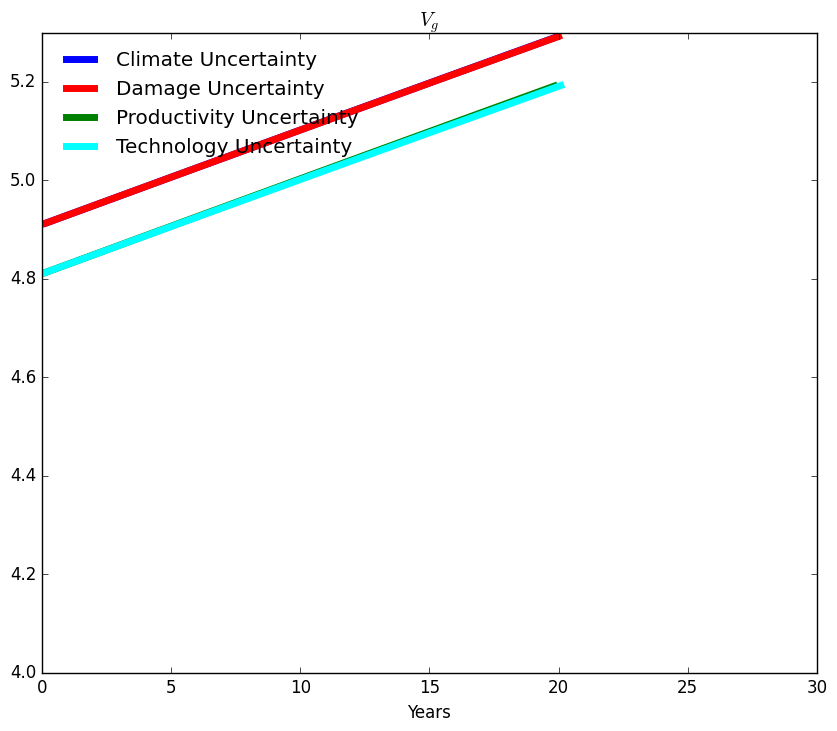 V_g
Climate Uncertainty
Damage Uncertainty
Productivity Uncertainty
Technology Uncertainty
5.2
5.0
4.8
4.6
4.4
4.2
4.0
0 5 10 15 20 25 30
Years